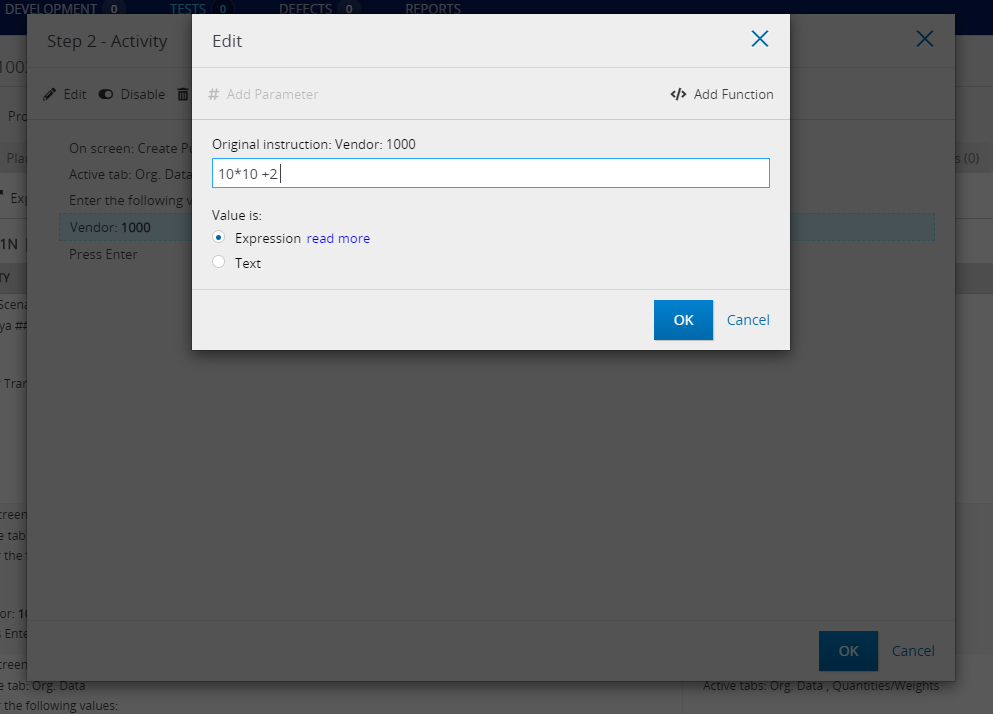 DEVELOPMENT 0 TESTS 0 DEFECTS 0 REPORTS
Step 2 - Activity
Edit
Edit Disable
# Add Parameter
</> Add Function
On screen: Create
Active tab: Org. Data
Enter the following
Vendor: 1000
Press Enter
Original instruction: Vendor: 1000
10*10 +2
Value is:
Expression read more
Text
OK Cancel
OK Cancel
s (0)
1N
e tab: Org. Data
r the following values:
Active tabs: Org. Data , Quantities/Weights